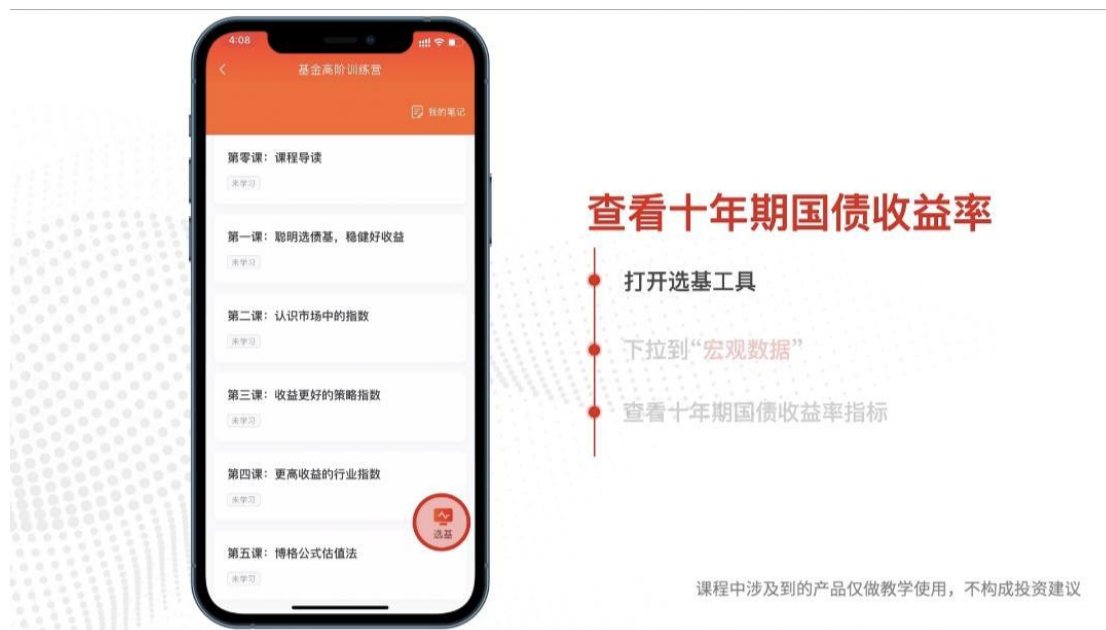 4:08
基金高阶训练营
我的笔记
第零课：课程导读
未学习
第一课：聪明选债基，稳健好收益
未学习
第二课：认识市场中的指数
未学习
第三课：收益更好的策略指数
未学习
第四课：更高收益的行业指数
未学习
选基
第五课：博格公式估值法
未学习
查看十年期国债收益率
打开选基工具
下拉到“宏观数据”
查看十年期国债收益率指标
课程中涉及到的产品仅做教学使用，不构成投资建议